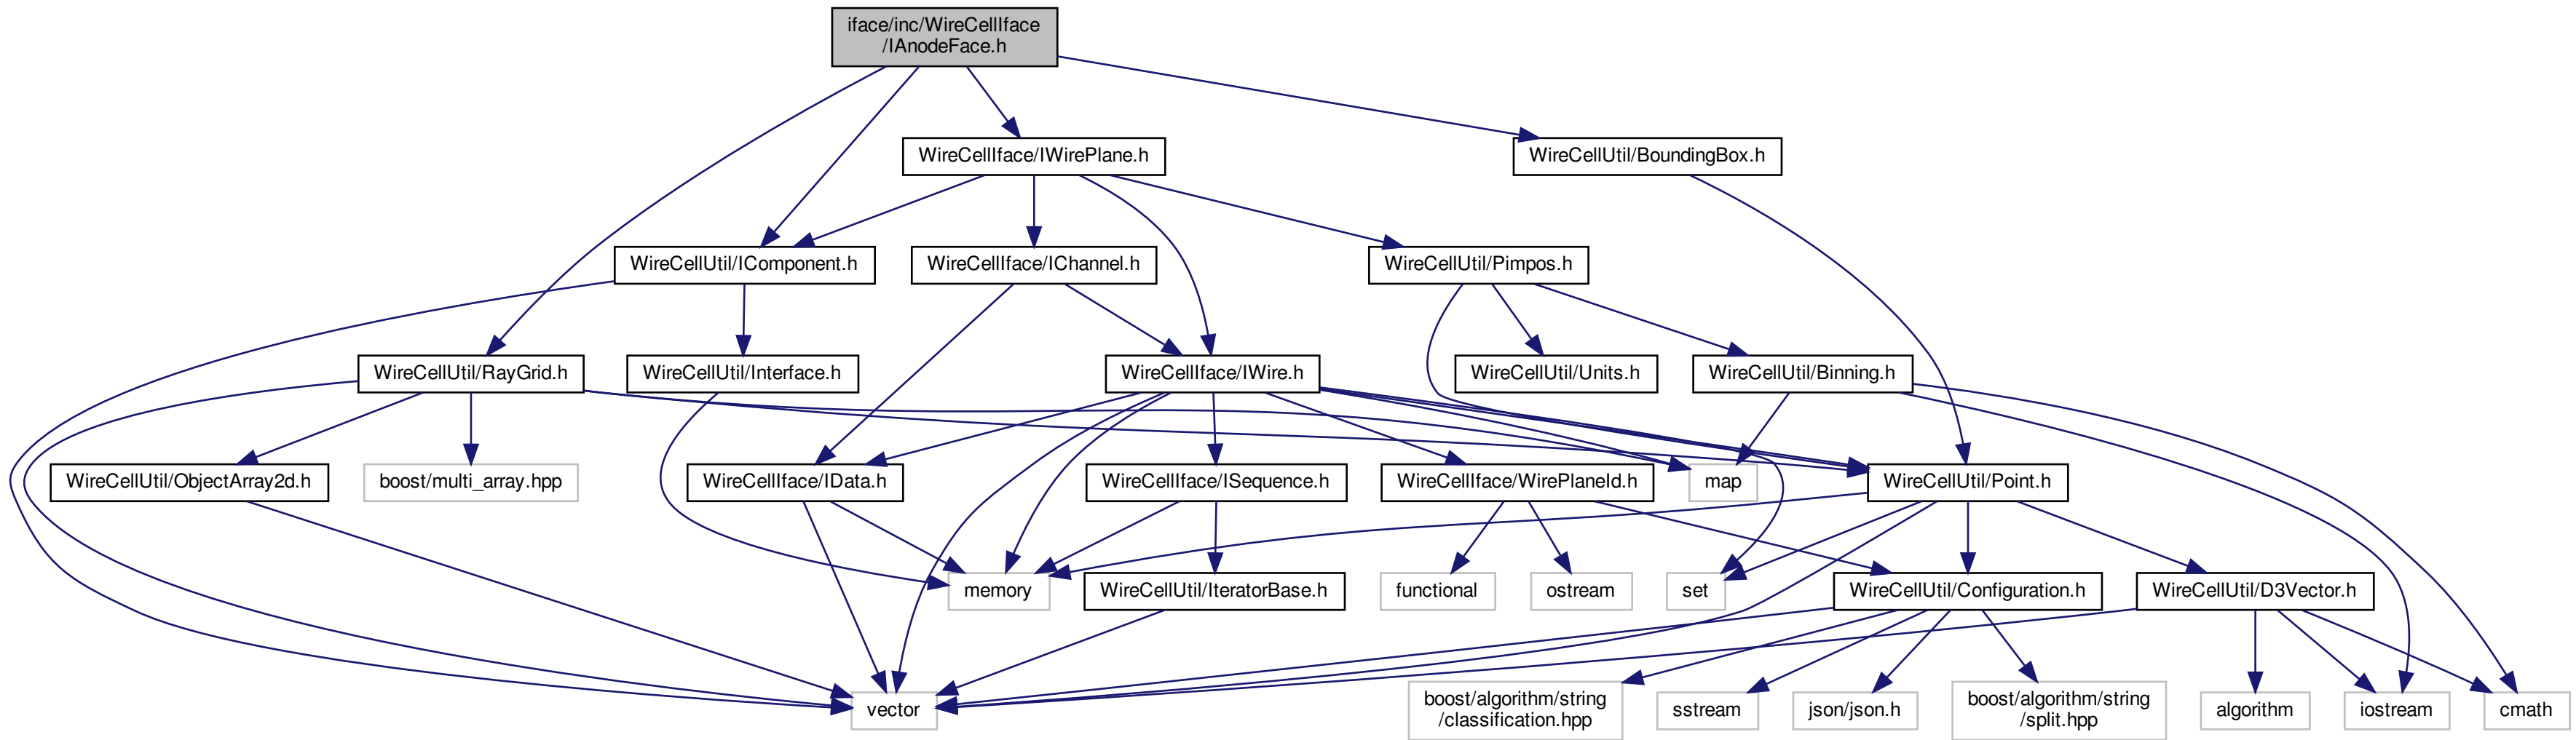 iface/inc/WireCellIface
/IAnodeFace.h
WireCellIface/IWirePlane.h
WireCellUtil/BoundingBox.h
WireCellUtil/IComponent.h
WireCellIface/IChannel.h
WireCellUtil/Pimpos.h
WireCellUtil/RayGrid.h
WireCellUtil/Interface.h
WireCellIface/IWire.h
WireCellUtil/Units.h
WireCellUtil/Binning.h
WireCellUtil/ObjectArray2d.h
boost/multi_array.hpp
WireCellIface/IData.h
WireCellIface/ISequence.h
WireCellIface/WirePlaneId.h
map
WireCellUtil/Point.h
memory
WireCellUtil/IteratorBase.h
functional
ostream
set
WireCellUtil/Configuration.h
WireCellUtil/D3Vector.h
vector
boost/algorithm/string
/classification.hpp
sstream
json/json.h
boost/algorithm/string
/split.hpp
algorithm
iostream
cmath